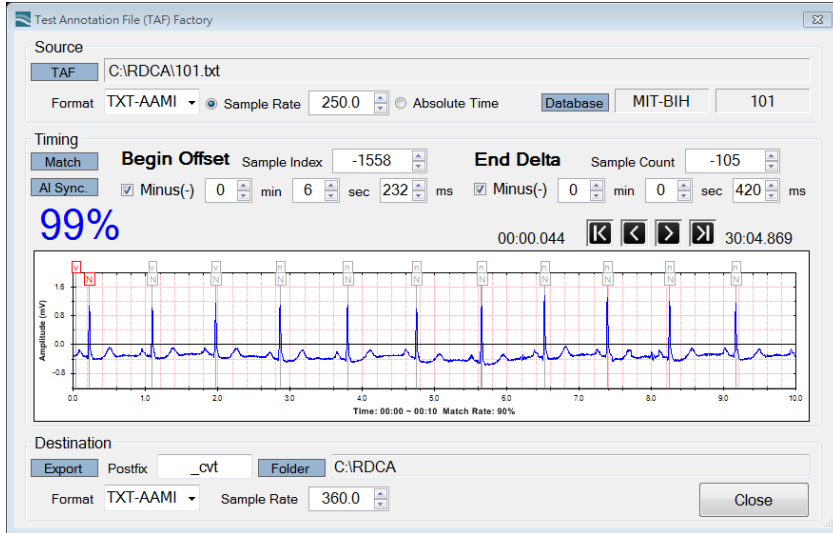 Test Annotation File (TAF) Factory
Source
TAF C:\RDCA\101.txt
Format TXT-AAMI Sample Rate 250.0 Absolute Time Database MIT-BIH 101
Timing
Match Begin Offset Sample Index -1558 End Delta Sample Count -105
AI Sync. Minus(-) 0 min 6 sec 232 ms Minus(-) 0 min 0 sec 420 ms
99%
00:00.044 30:04.869
v v v n n n n n n n n
N N N N N N N N N N N
1.6
0.8
0.0
-0.8
Amplitude (mV)
0.0 1.0 2.0 3.0 4.0 5.0 6.0 7.0 8.0 9.0 10.0
Time: 00:00 ~ 00:10 Match Rate: 90%
Destination
Export Postfix _cvt Folder C:\RDCA
Format TXT-AAMI Sample Rate 360.0 Close